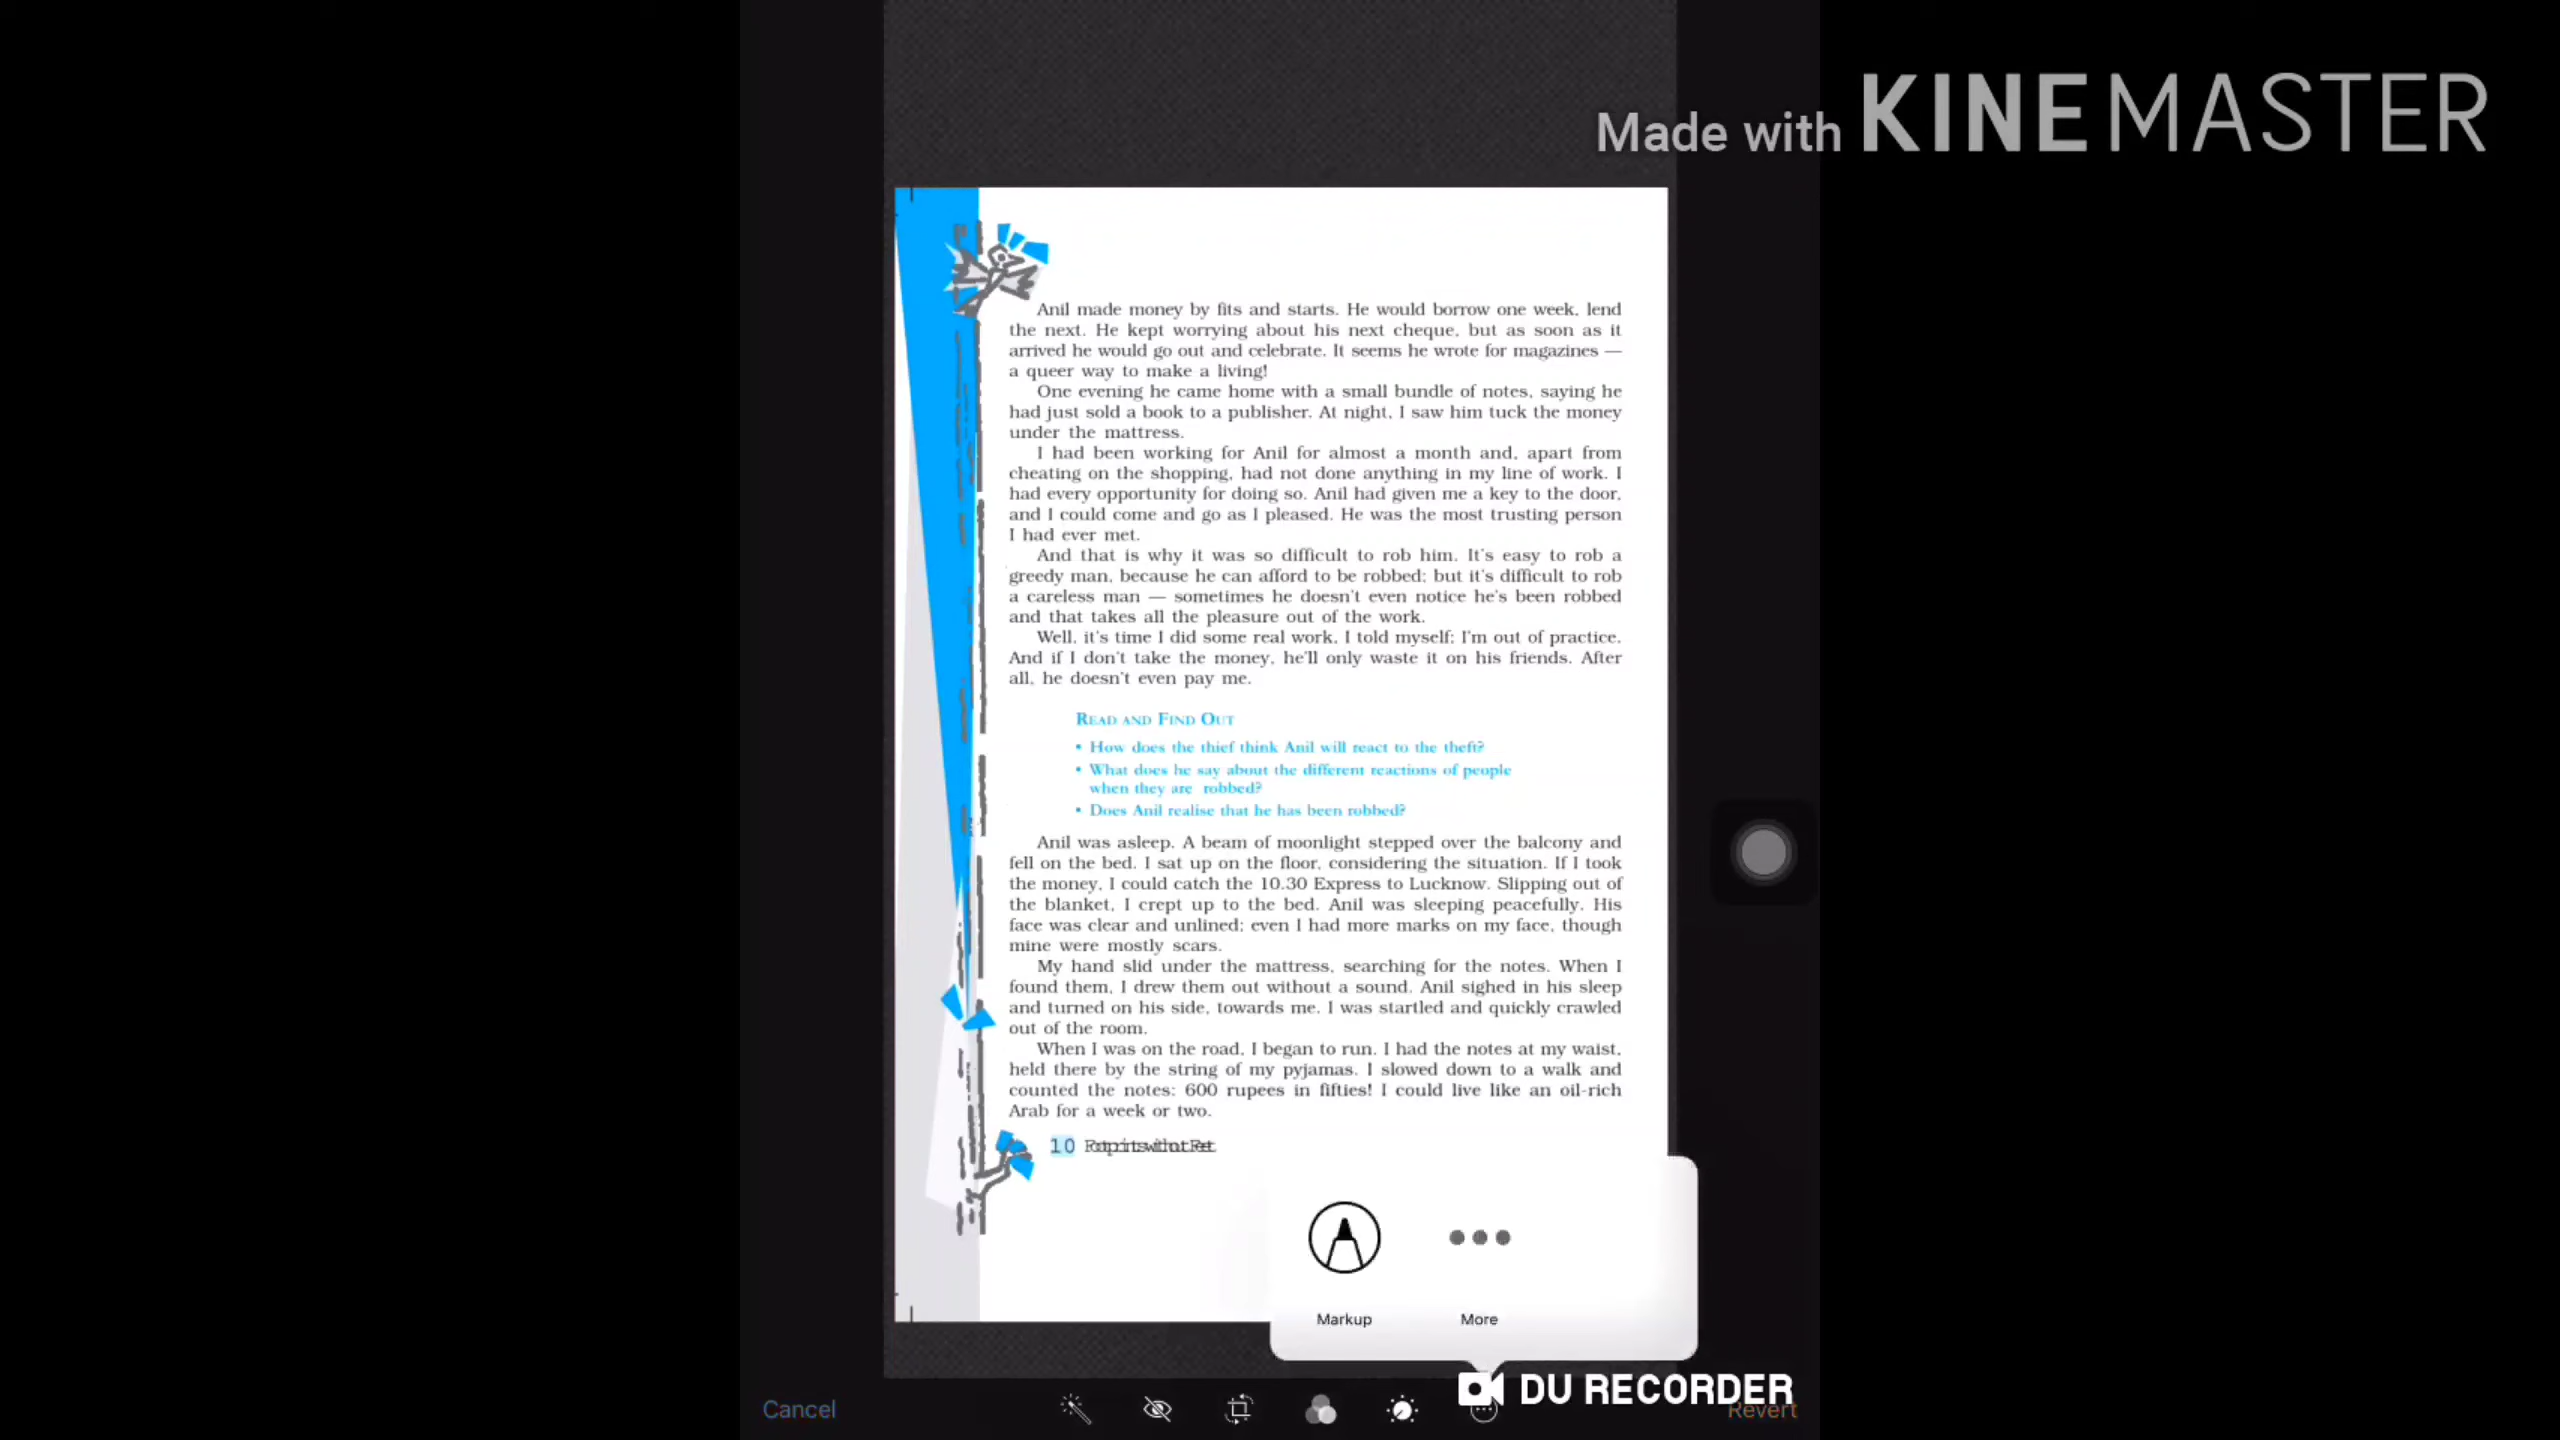 Made with KINEMASTER
Anil made money by fits and starts. He would borrow one week, lend
the next. He kept worrying about his next cheque, but as soon as it
arrived he would go out and celebrate. It seems he wrote for magazines —
a queer way to make a living!
One evening he came home with a small bundle of notes, saying he
had just sold a book to a publisher. At night, I saw him tuck the money
under the mattress.
I had been working for Anil for almost a month and, apart from
cheating on the shopping, had not done anything in my line of work. I
had every opportunity for doing so. Anil had given me a key to the door,
and I could come and go as I pleased. He was the most trusting person
I had ever met.
And that is why it was so difficult to rob him. It's easy to rob a
greedy man, because he can afford to be robbed; but it's difficult to rob
a careless man — sometimes he doesn't even notice he's been robbed
and that takes all the pleasure out of the work.
Well, it's time I did some real work, I told myself; I'm out of practice.
And if I don't take the money, he'll only waste it on his friends. After
all, he doesn't even pay me.
READ AND FIND OUT
• How does the thief think Anil will react to the theft?
• What does he say about the different reactions of people
when they are robbed?
• Does Anil realise that he has been robbed?
Anil was asleep. A beam of moonlight stepped over the balcony and
fell on the bed. I sat up on the floor, considering the situation. If I took
the money, I could catch the 10.30 Express to Lucknow. Slipping out of
the blanket, I crept up to the bed. Anil was sleeping peacefully. His
face was clear and unlined; even I had more marks on my face, though
mine were mostly scars.
My hand slid under the mattress, searching for the notes. When I
found them, I drew them out without a sound. Anil sighed in his sleep
and turned on his side, towards me. I was startled and quickly crawled
out of the room.
When I was on the road, I began to run. I had the notes at my waist,
held there by the string of my pyjamas. I slowed down to a walk and
counted the notes: 600 rupees in fifties! I could live like an oil-rich
Arab for a week or two.
10 Footprints without Feet
Markup More
DU RECORDER
Cancel Revert